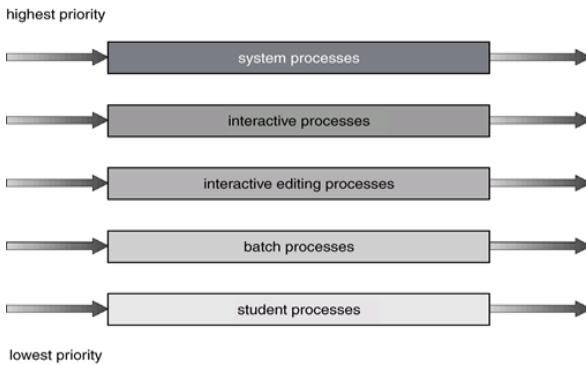 highest priority
system processes
interactive processes
interactive editing processes
batch processes
student processes
lowest priority